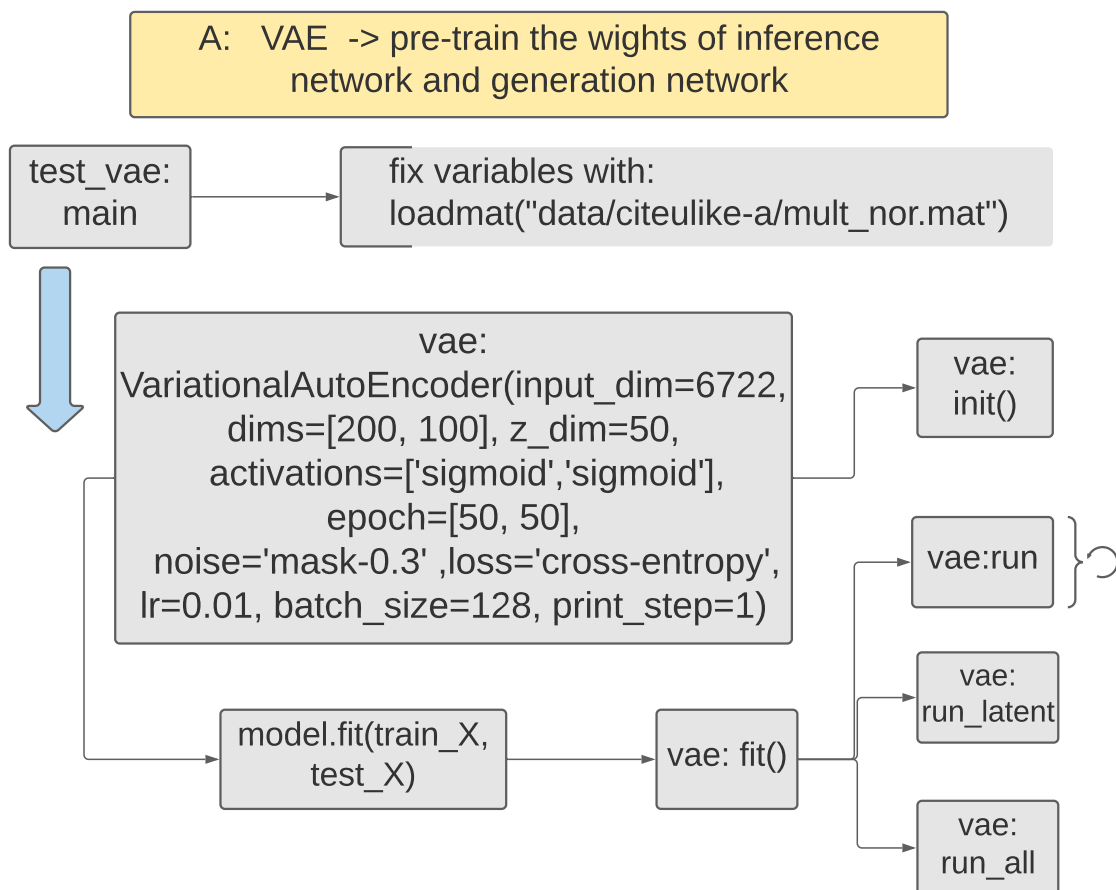 A: VAE -> pre-train the wights of inference
network and generation network
test_vae:
main
fix variables with:
loadmat("data/citeulike-a/mult_nor.mat")
vae:
VariationalAutoEncoder(input_dim=6722,
dims=[200, 100], z_dim=50,
activations=['sigmoid','sigmoid'],
epoch=[50, 50],
noise='mask-0.3' ,loss='cross-entropy',
lr=0.01, batch_size=128, print_step=1)
vae:
init()
vae:run
vae:
run_latent
model.fit(train_X,
test_X)
vae: fit()
vae:
run_all